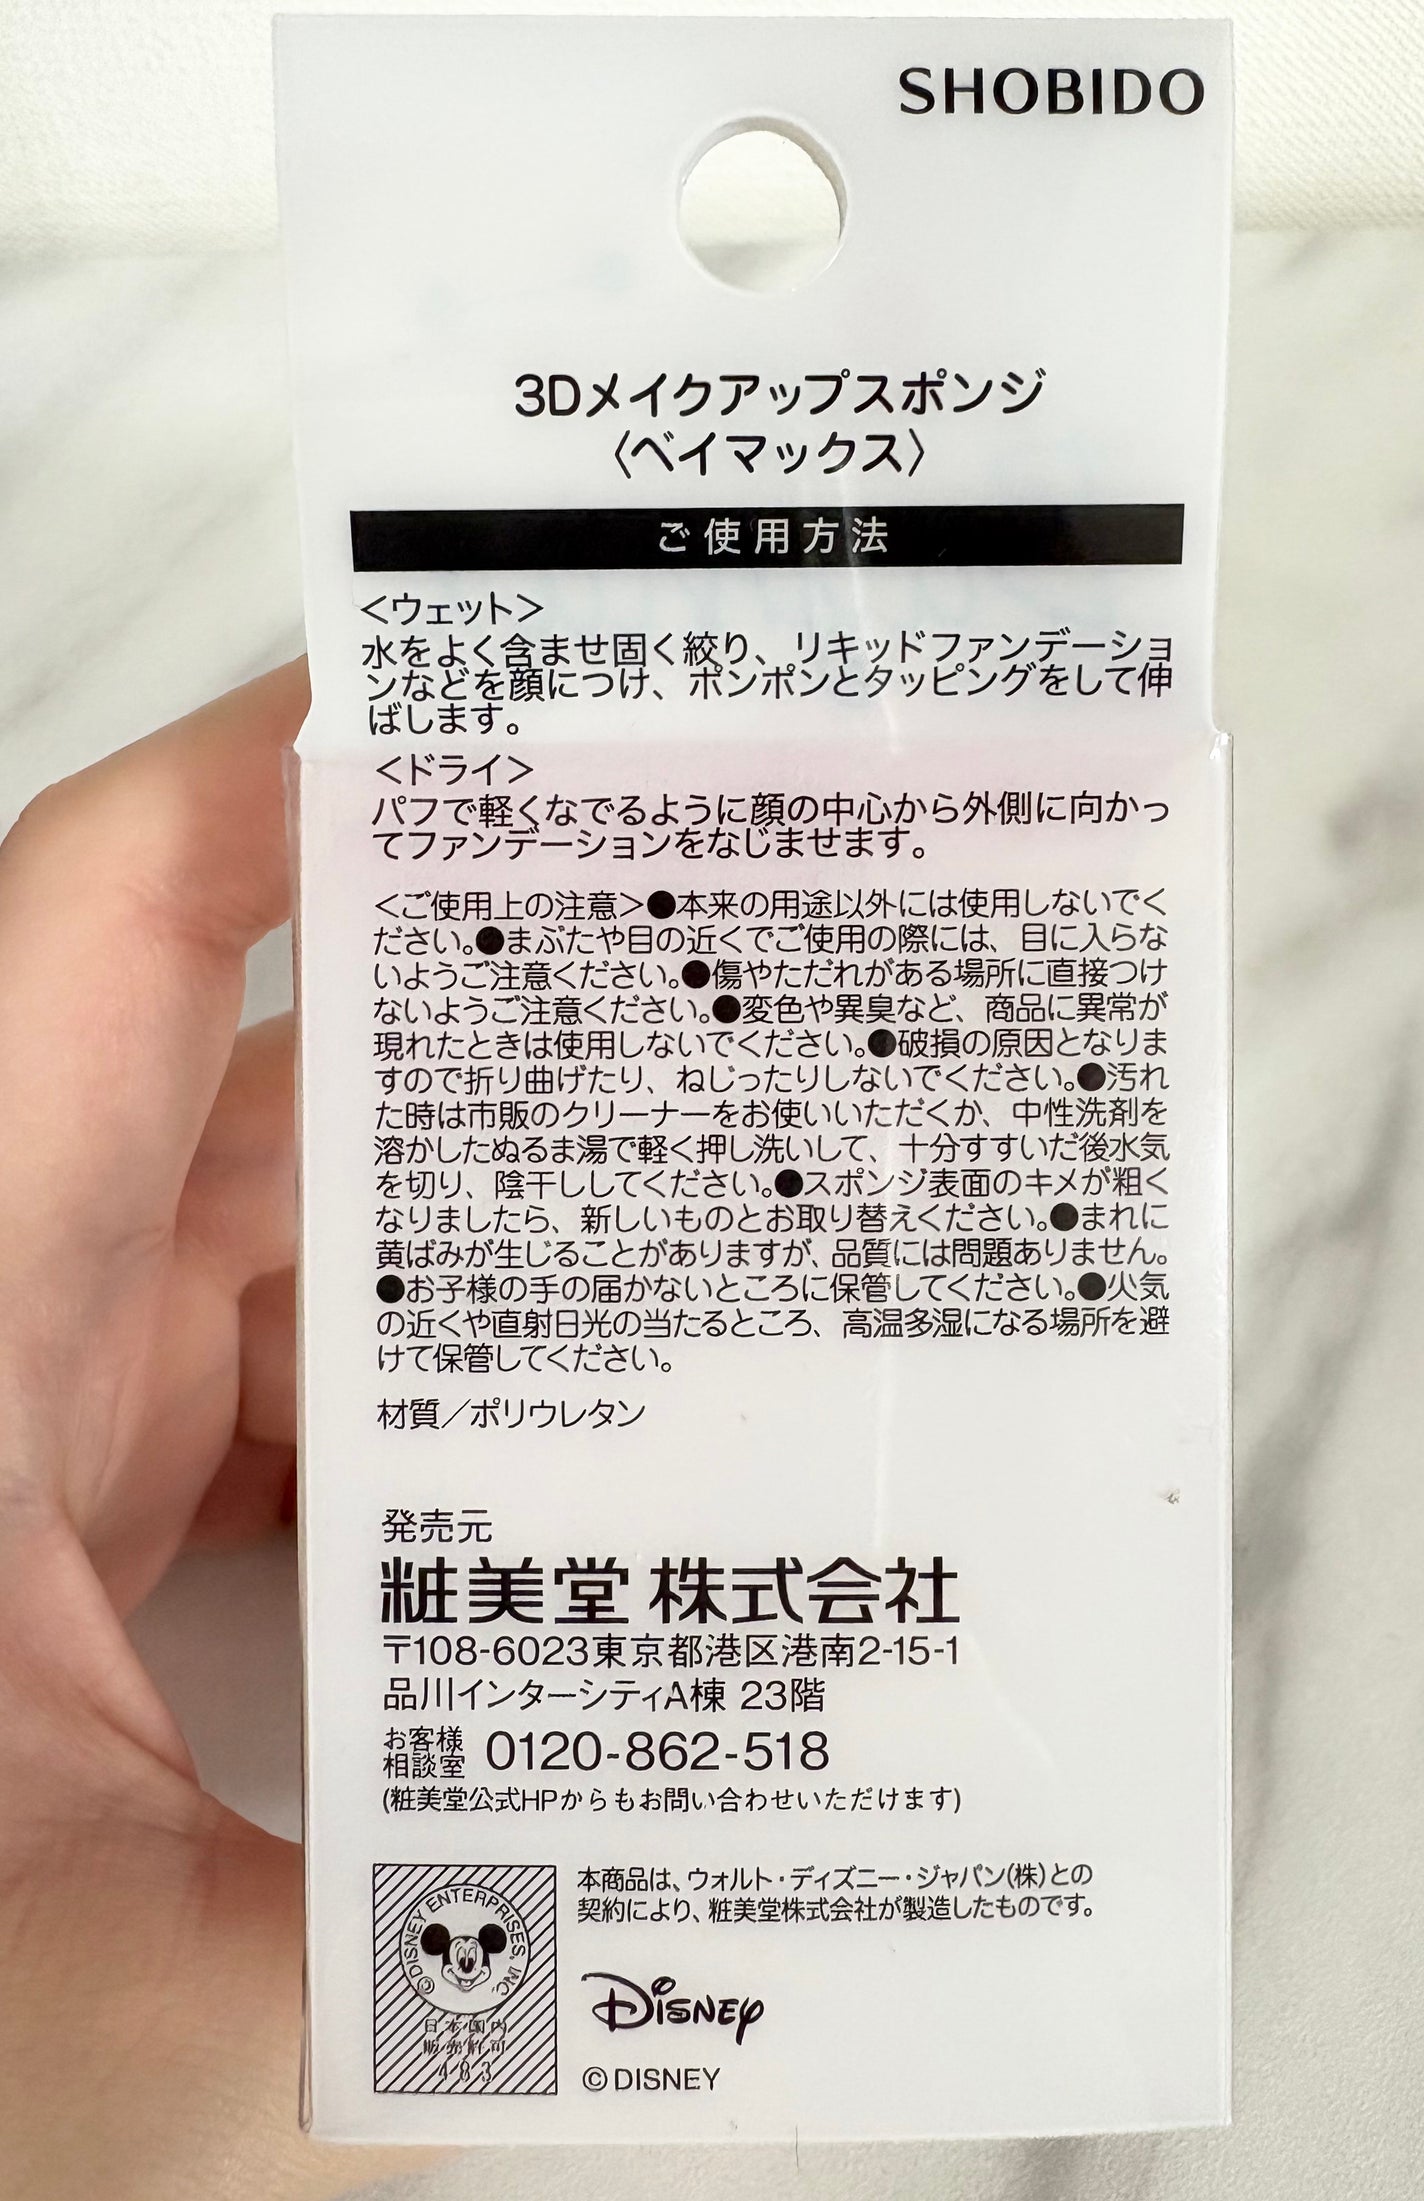 SHOBIDO
3Dメイクアップスポンジ
〈ベイマックス〉
ご使用方法
＜ウェット＞
水をよく含ませ固く絞り、リキッドファンデーショ
ンなどを顔につけ、ポンポンとタッピングをして伸
ばします。
＜ドライ＞
パフで軽くなでるように顔の中心から外側に向かっ
てファンデーションをなじませます。
＜ご使用上の注意＞●本来の用途以外には使用しないでく
ださい。●まぶたや目の近くでご使用の際には、目に入らな
いようご注意ください。●傷やただれがある場所に直接つけ
ないようご注意ください。●変色や異臭など、商品に異常が
現れたときは使用しないでください。●破損の原因となりま
すので折り曲げたり、ねじったりしないでください。●汚れ
た時は市販のクリーナーをお使いいただくか、中性洗剤を
溶かしたぬるま湯で軽く押し洗いして、十分すすいだ後水気
を切り、陰干ししてください。●スポンジ表面のキメが粗く
なりましたら、新しいものとお取り替えください。●まれに
黄ばみが生じることがありますが、品質には問題ありません。
●お子様の手の届かないところに保管してください。●火気
の近くや直射日光の当たるところ、高温多湿になる場所を避
けて保管してください。
材質／ポリウレタン
発売元
粧美堂 株式会社
〒108-6023東京都港区港南2-15-1
品川インターシティA棟 23階
お客様
相談室 0120-862-518
(粧美堂公式HPからもお問い合わせいただけます)
本商品は、ウォルト・ディズニー・ジャパン(株)との
契約により、粧美堂株式会社が製造したものです。
©DISNEY ENTERPRISES, INC.
日本国内
販売許可
483
Disney
©DISNEY